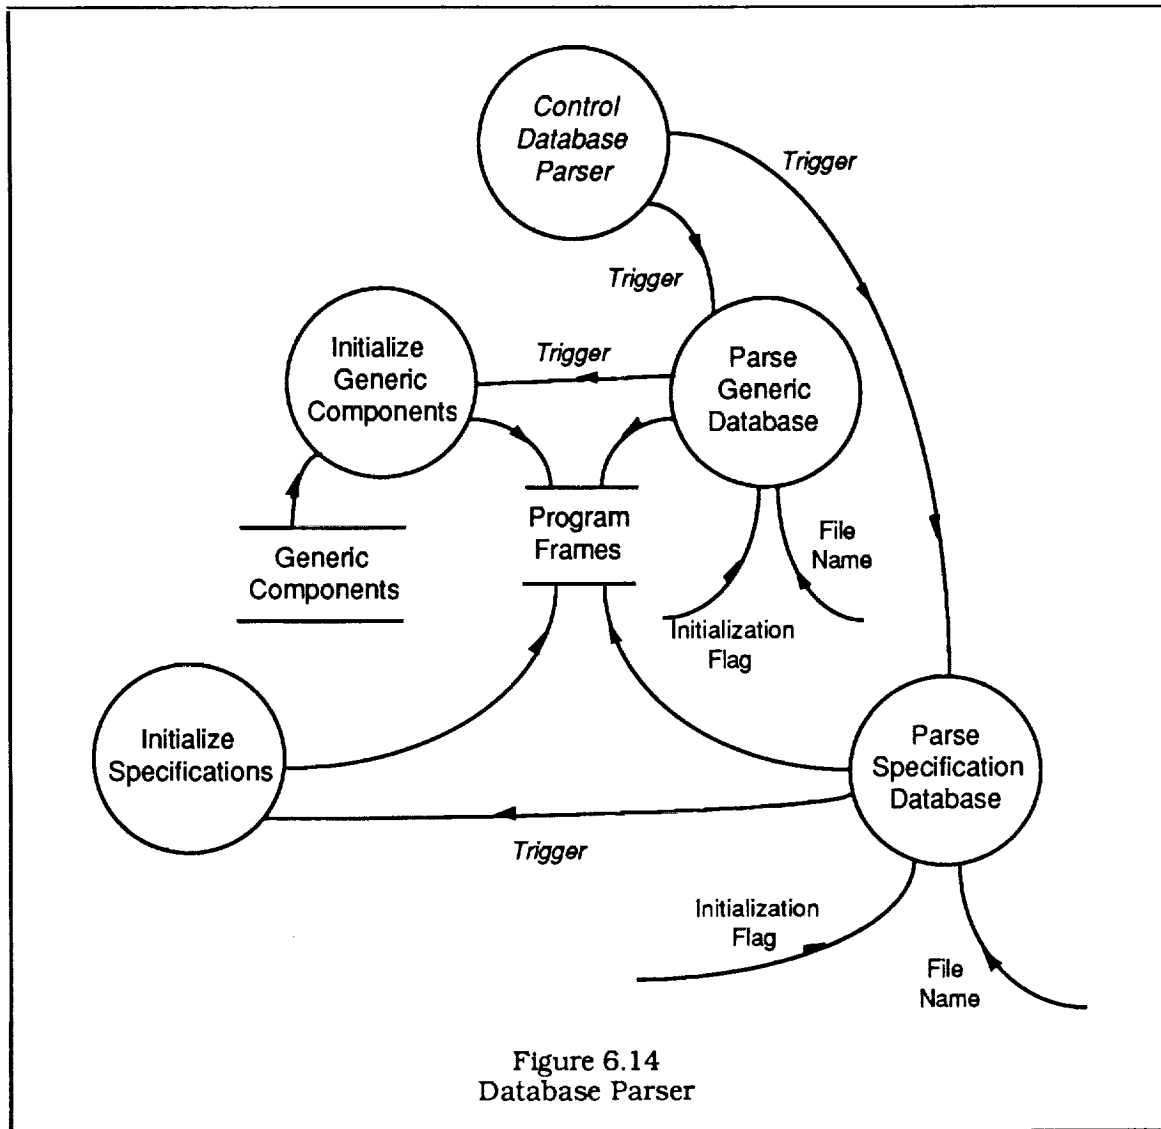 Control
Database
Parser
Trigger
Trigger
Initialize
Generic
Components
Trigger
Parse
Generic
Database
Program
Frames
File
Name
Generic
Components
Initialization
Flag
Initialize
Specifications
Parse
Specification
Database
Trigger
Initialization
Flag
File
Name
Figure 6.14
Database Parser